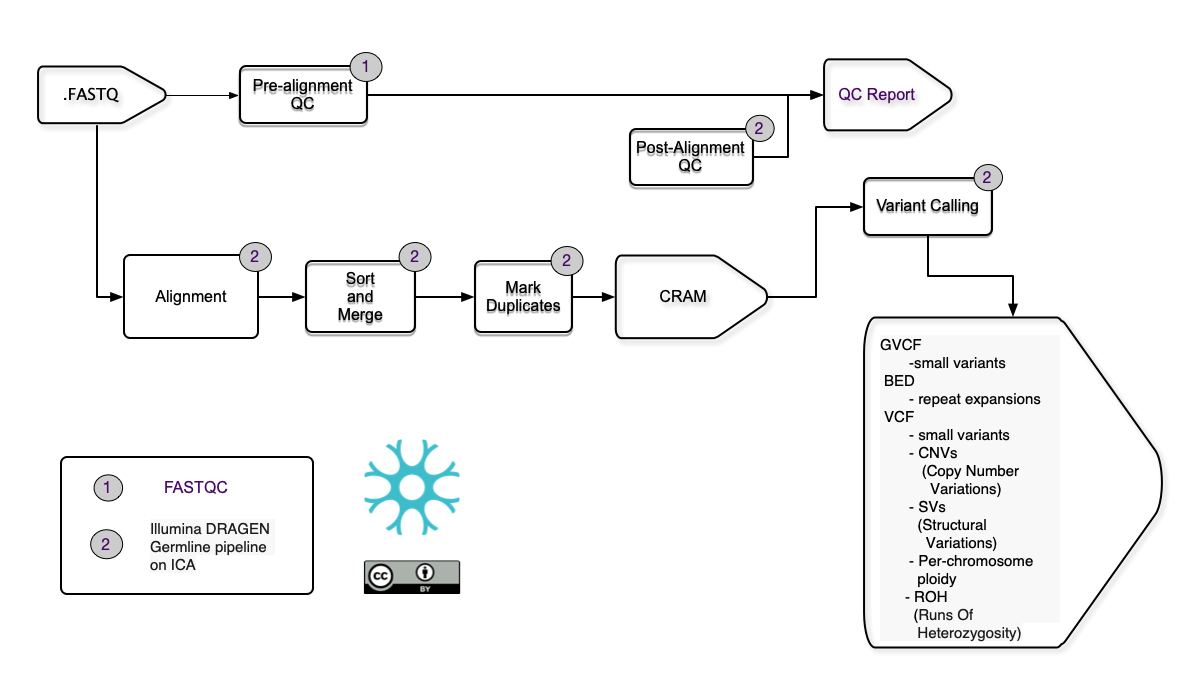 .FASTQ
Pre-alignment
QC
1
QC Report
Post-Alignment
QC
2
Variant Calling
2
Alignment
2
Sort
and
Merge
2
Mark
Duplicates
2
CRAM
GVCF
-small variants
BED
- repeat expansions
VCF
- small variants
- CNVs
(Copy Number
Variations)
- SVs
(Structural
Variations)
- Per-chromosome
ploidy
- ROH
(Runs Of
Heterozygosity)
1 FASTQC
2 Illumina DRAGEN
Germline pipeline
on ICA
cc
BY